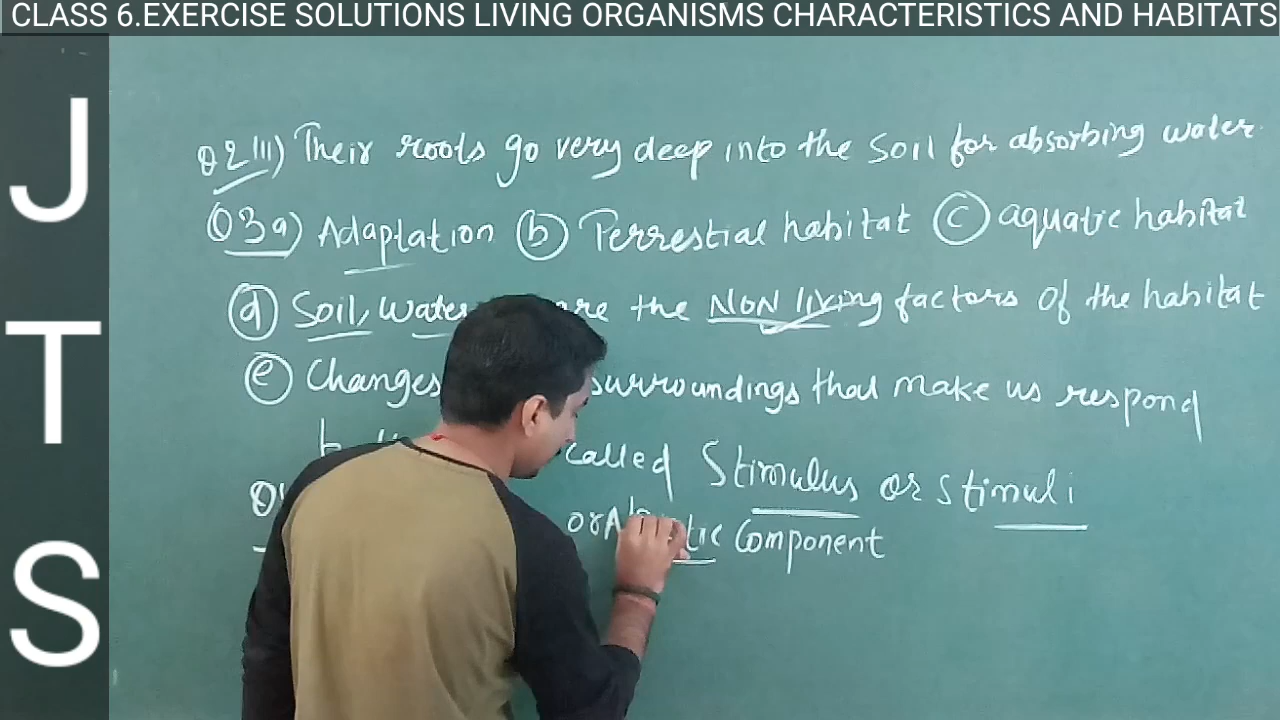 CLASS 6.EXERCISE SOLUTIONS LIVING ORGANISMS CHARACTERISTICS AND HABITATS
J
T
S
Q2 III) Their roots go very deep into the soil for absorbing water.
Q3 a) Adaptation (b) Terrestial habitat (c) aquatic habitat
(d) Soil, Water are the NON living factors of the habitat
(e) Changes surroundings that make us respond
called Stimulus or stimuli
or Component